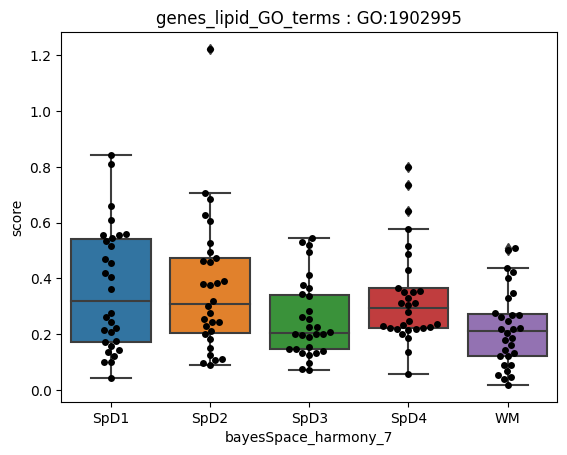 genes_lipid_GO_terms : GO:1902995
1.2
1.0
0.8
0.6
0.4
0.2
0.0
score
SpD1 SpD2 SpD3 SpD4 WM
bayesSpace_harmony_7